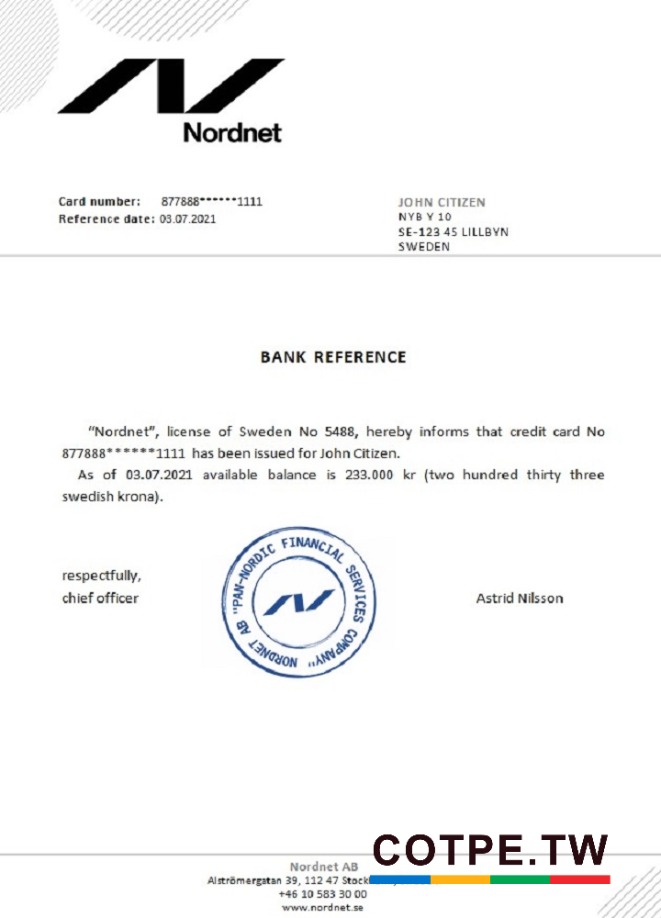 Nordnet
Card number: 877888******1111
Reference date: 03.07.2021
JOHN CITIZEN
NYB Y 10
SE-123 45 LILLBYN
SWEDEN
BANK REFERENCE
“Nordnet”, license of Sweden No 5488, hereby informs that credit card No
877888******1111 has been issued for John Citizen.
As of 03.07.2021 available balance is 233.000 kr (two hundred thirty three
swedish krona).
respectfully,
chief officer
NORDNET AB "PAN-NORDIC FINANCIAL SERVICES COMPANY"
Astrid Nilsson
COTPE.TW
Nordnet AB
Alströmergatan 39, 112 47
+46 10 583 30 00
www.nordnet.se